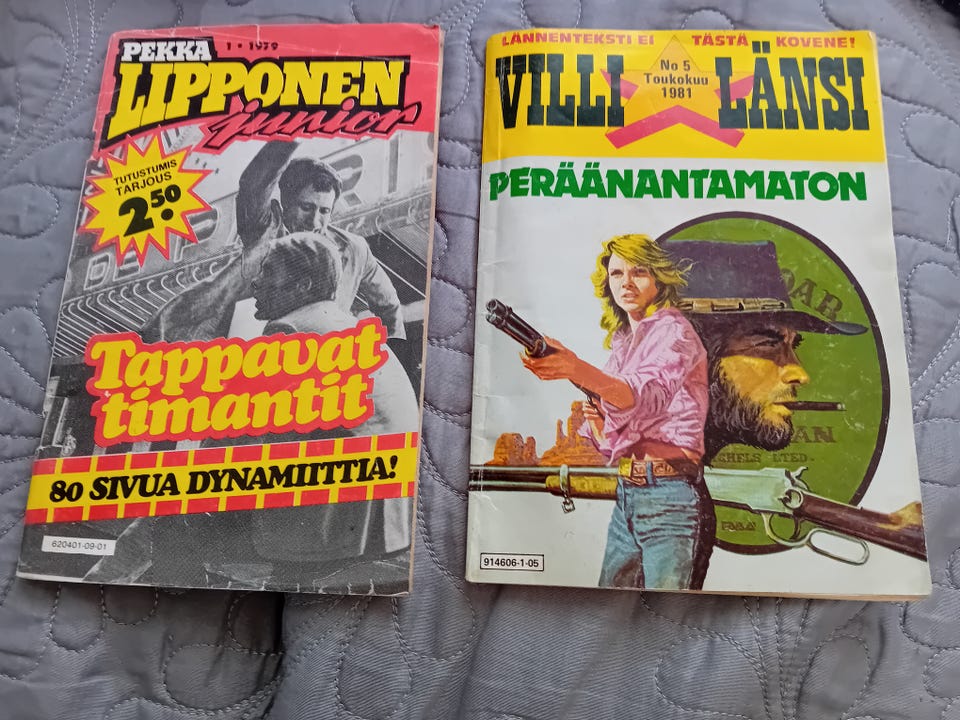 PEKKA
1 • 1979
LIPPONEN
junior
TUTUSTUMIS
TARJOUS
2.50
Tappavat
timantit
80 SIVUA DYNAMIITTIA!
620401-09-01
LÄNNENTEKSTI EI TÄSTÄ KOVENE!
VILLI LÄNSI
No 5
Toukokuu
1981
PERÄÄNANTAMATON
914606-1-05